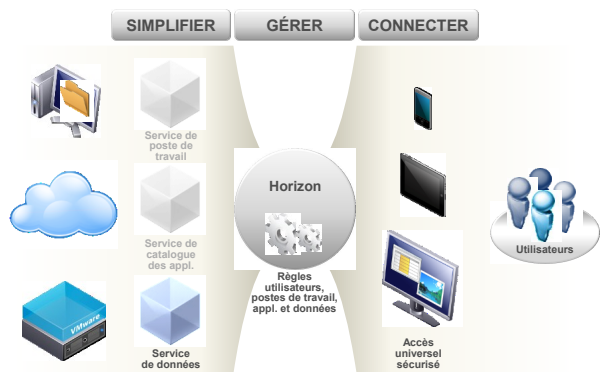 SIMPLIFIER
GÉRER
CONNECTER
Service de
poste de
travail
Service de
catalogue
des appl.
VMware
Service
de données
Horizon
Règles
utilisateurs,
postes de travail,
appl. et données
Accès
universel
sécurisé
Utilisateurs